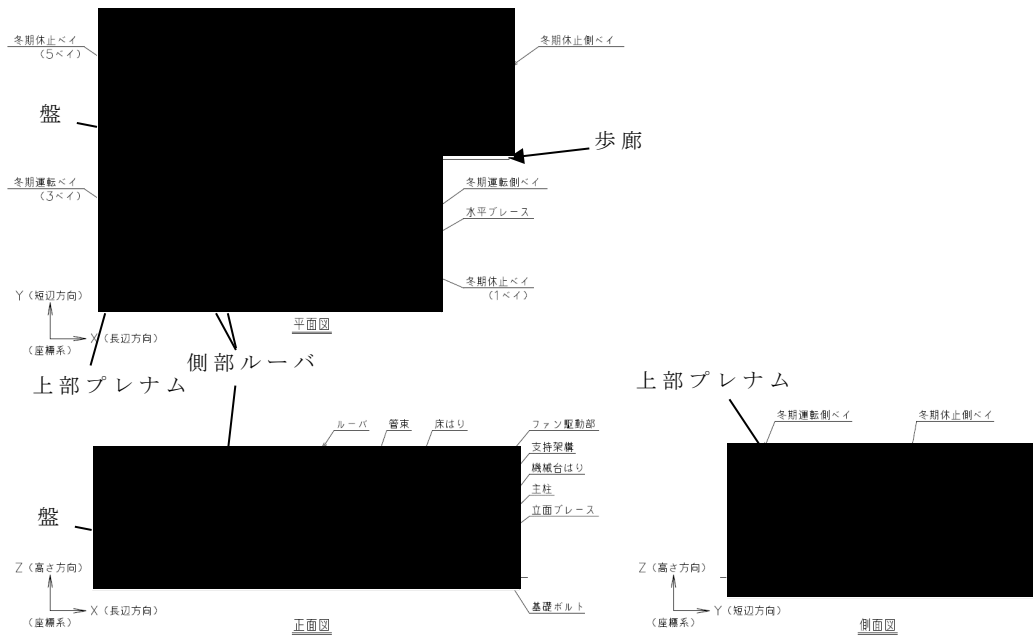 冬期休止ベイ
(5ベイ)
冬期休止側ベイ
盤
歩廊
冬期運転ベイ
(3ベイ)
冬期運転側ベイ
水平ブレース
冬期休止ベイ
(1ベイ)
Y(短辺方向)
X(長辺方向)
(座標系)
平面図
側部ルーバ
上部プレナム
上部プレナム
ルーバ
管束
床はり
ファン駆動部
支持架構
機械台はり
主柱
立面ブレース
冬期運転側ベイ
冬期休止側ベイ
盤
Z(高さ方向)
X(長辺方向)
(座標系)
基礎ボルト
正面図
Z(高さ方向)
Y(短辺方向)
(座標系)
側面図